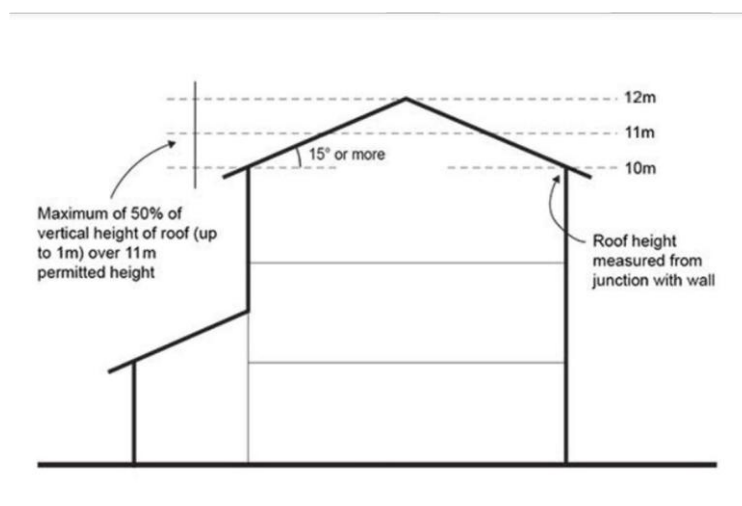 12m
11m
15° or more
10m
Maximum of 50% of
vertical height of roof (up
to 1m) over 11m
permitted height
Roof height
measured from
junction with wall